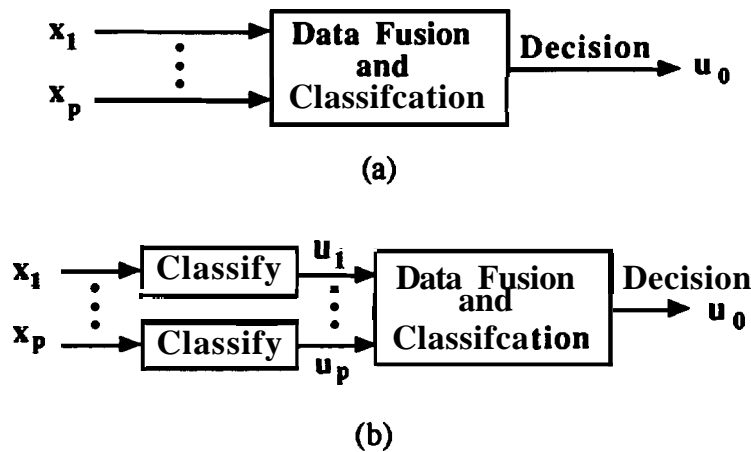 x1
Data Fusion
and
Classifcation
xp
Decision
u0
(a)
x1
Classify
u1
xp
Classify
up
Data Fusion
and
Classifcation
Decision
u0
(b)